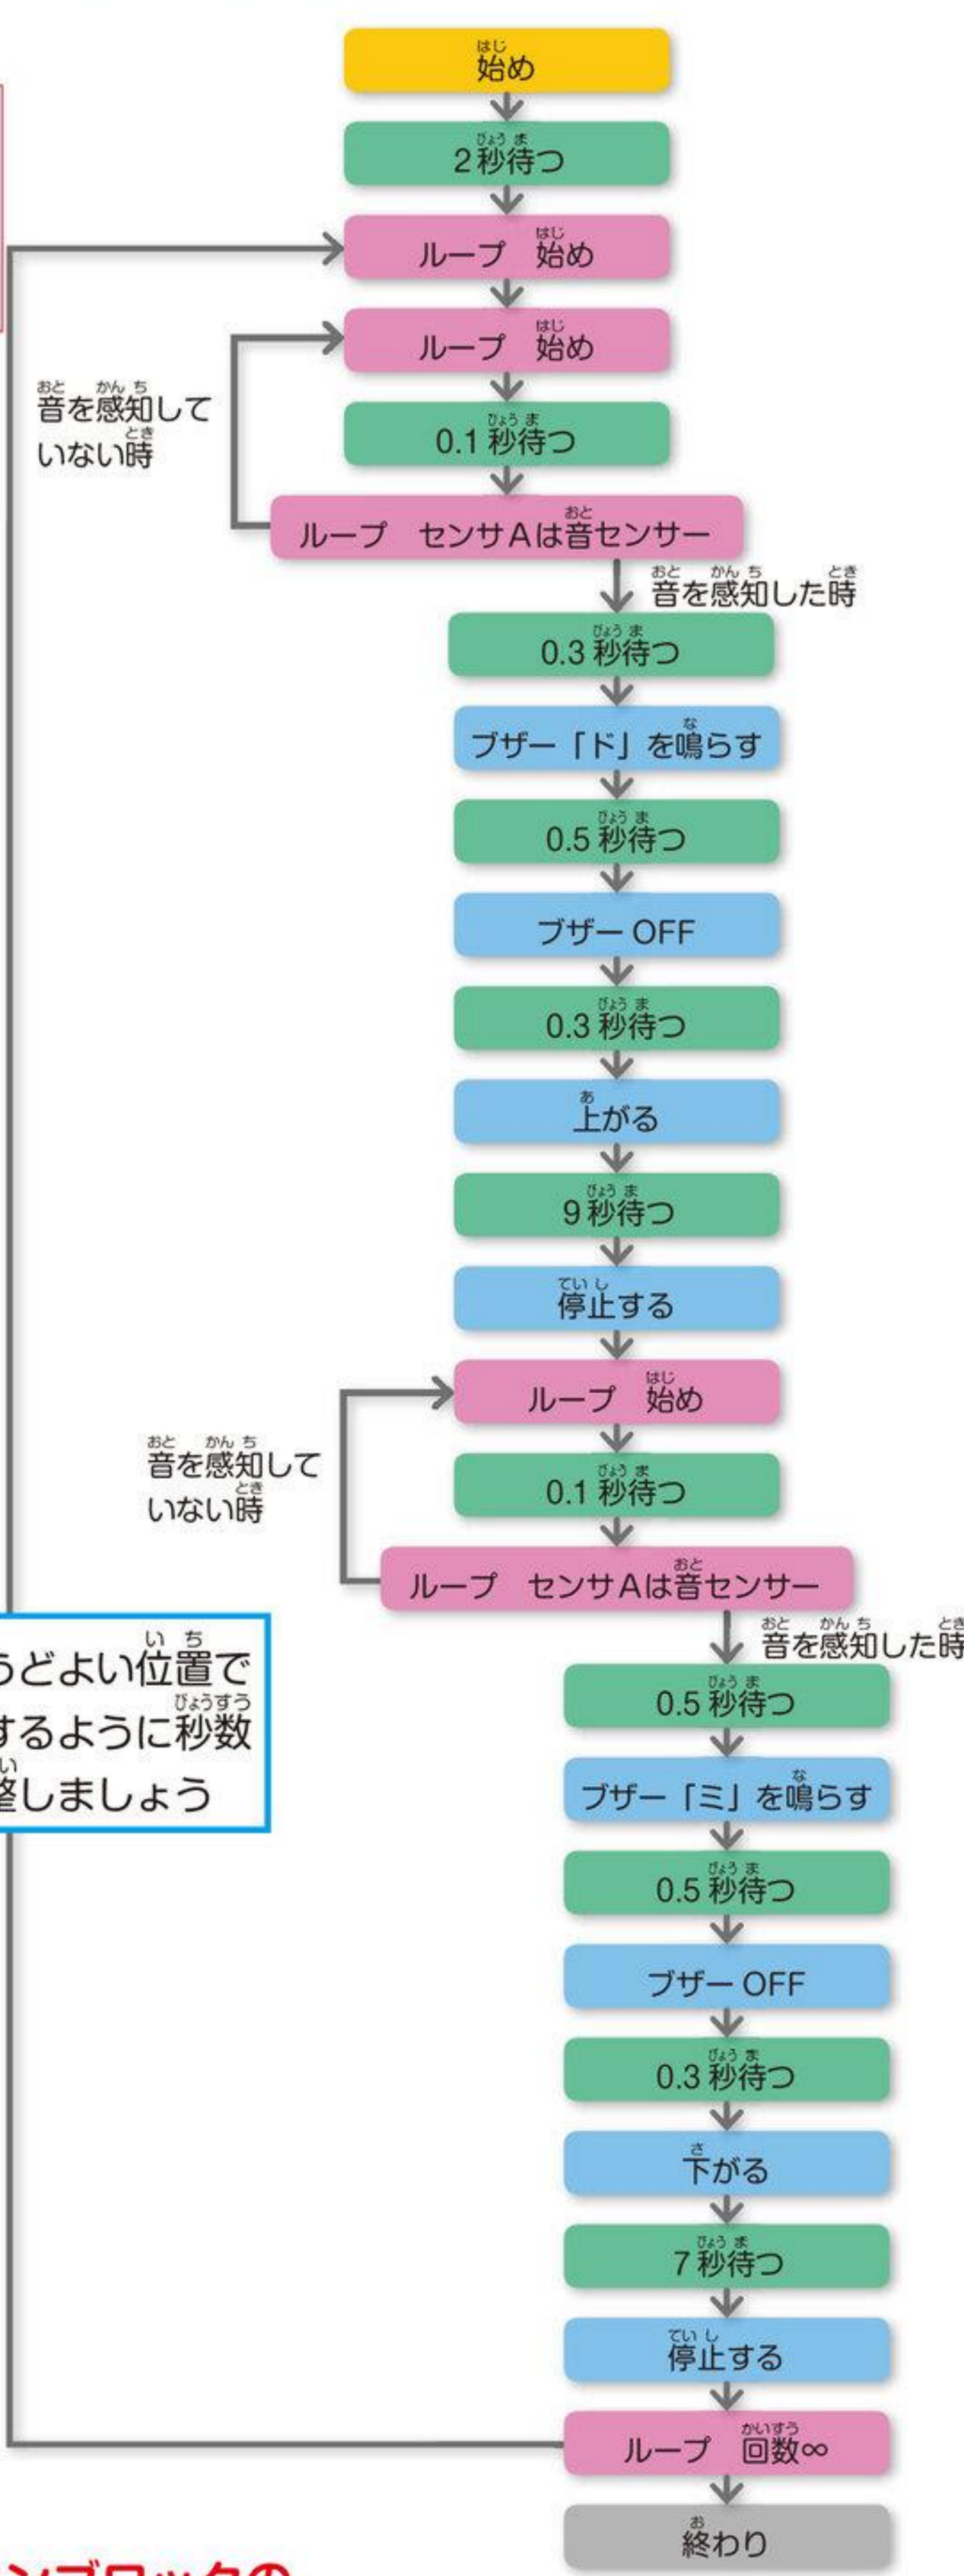 始め
2秒待つ
ループ　始め
ループ　始め
音を感知して
いない時
0.1秒待つ
ループ　センサAは音センサー
音を感知した時
0.3秒待つ
ブザー「ド」を鳴らす
0.5秒待つ
ブザーOFF
0.3秒待つ
上がる
9秒待つ
停止する
ループ　始め
音を感知して
いない時
0.1秒待つ
ループ　センサAは音センサー
音を感知した時
うどよい位置で
するように秒数
整しましょう
0.5秒待つ
ブザー「ミ」を鳴らす
0.5秒待つ
ブザーOFF
0.3秒待つ
下がる
7秒待つ
停止する
ループ　回数∞
終わり